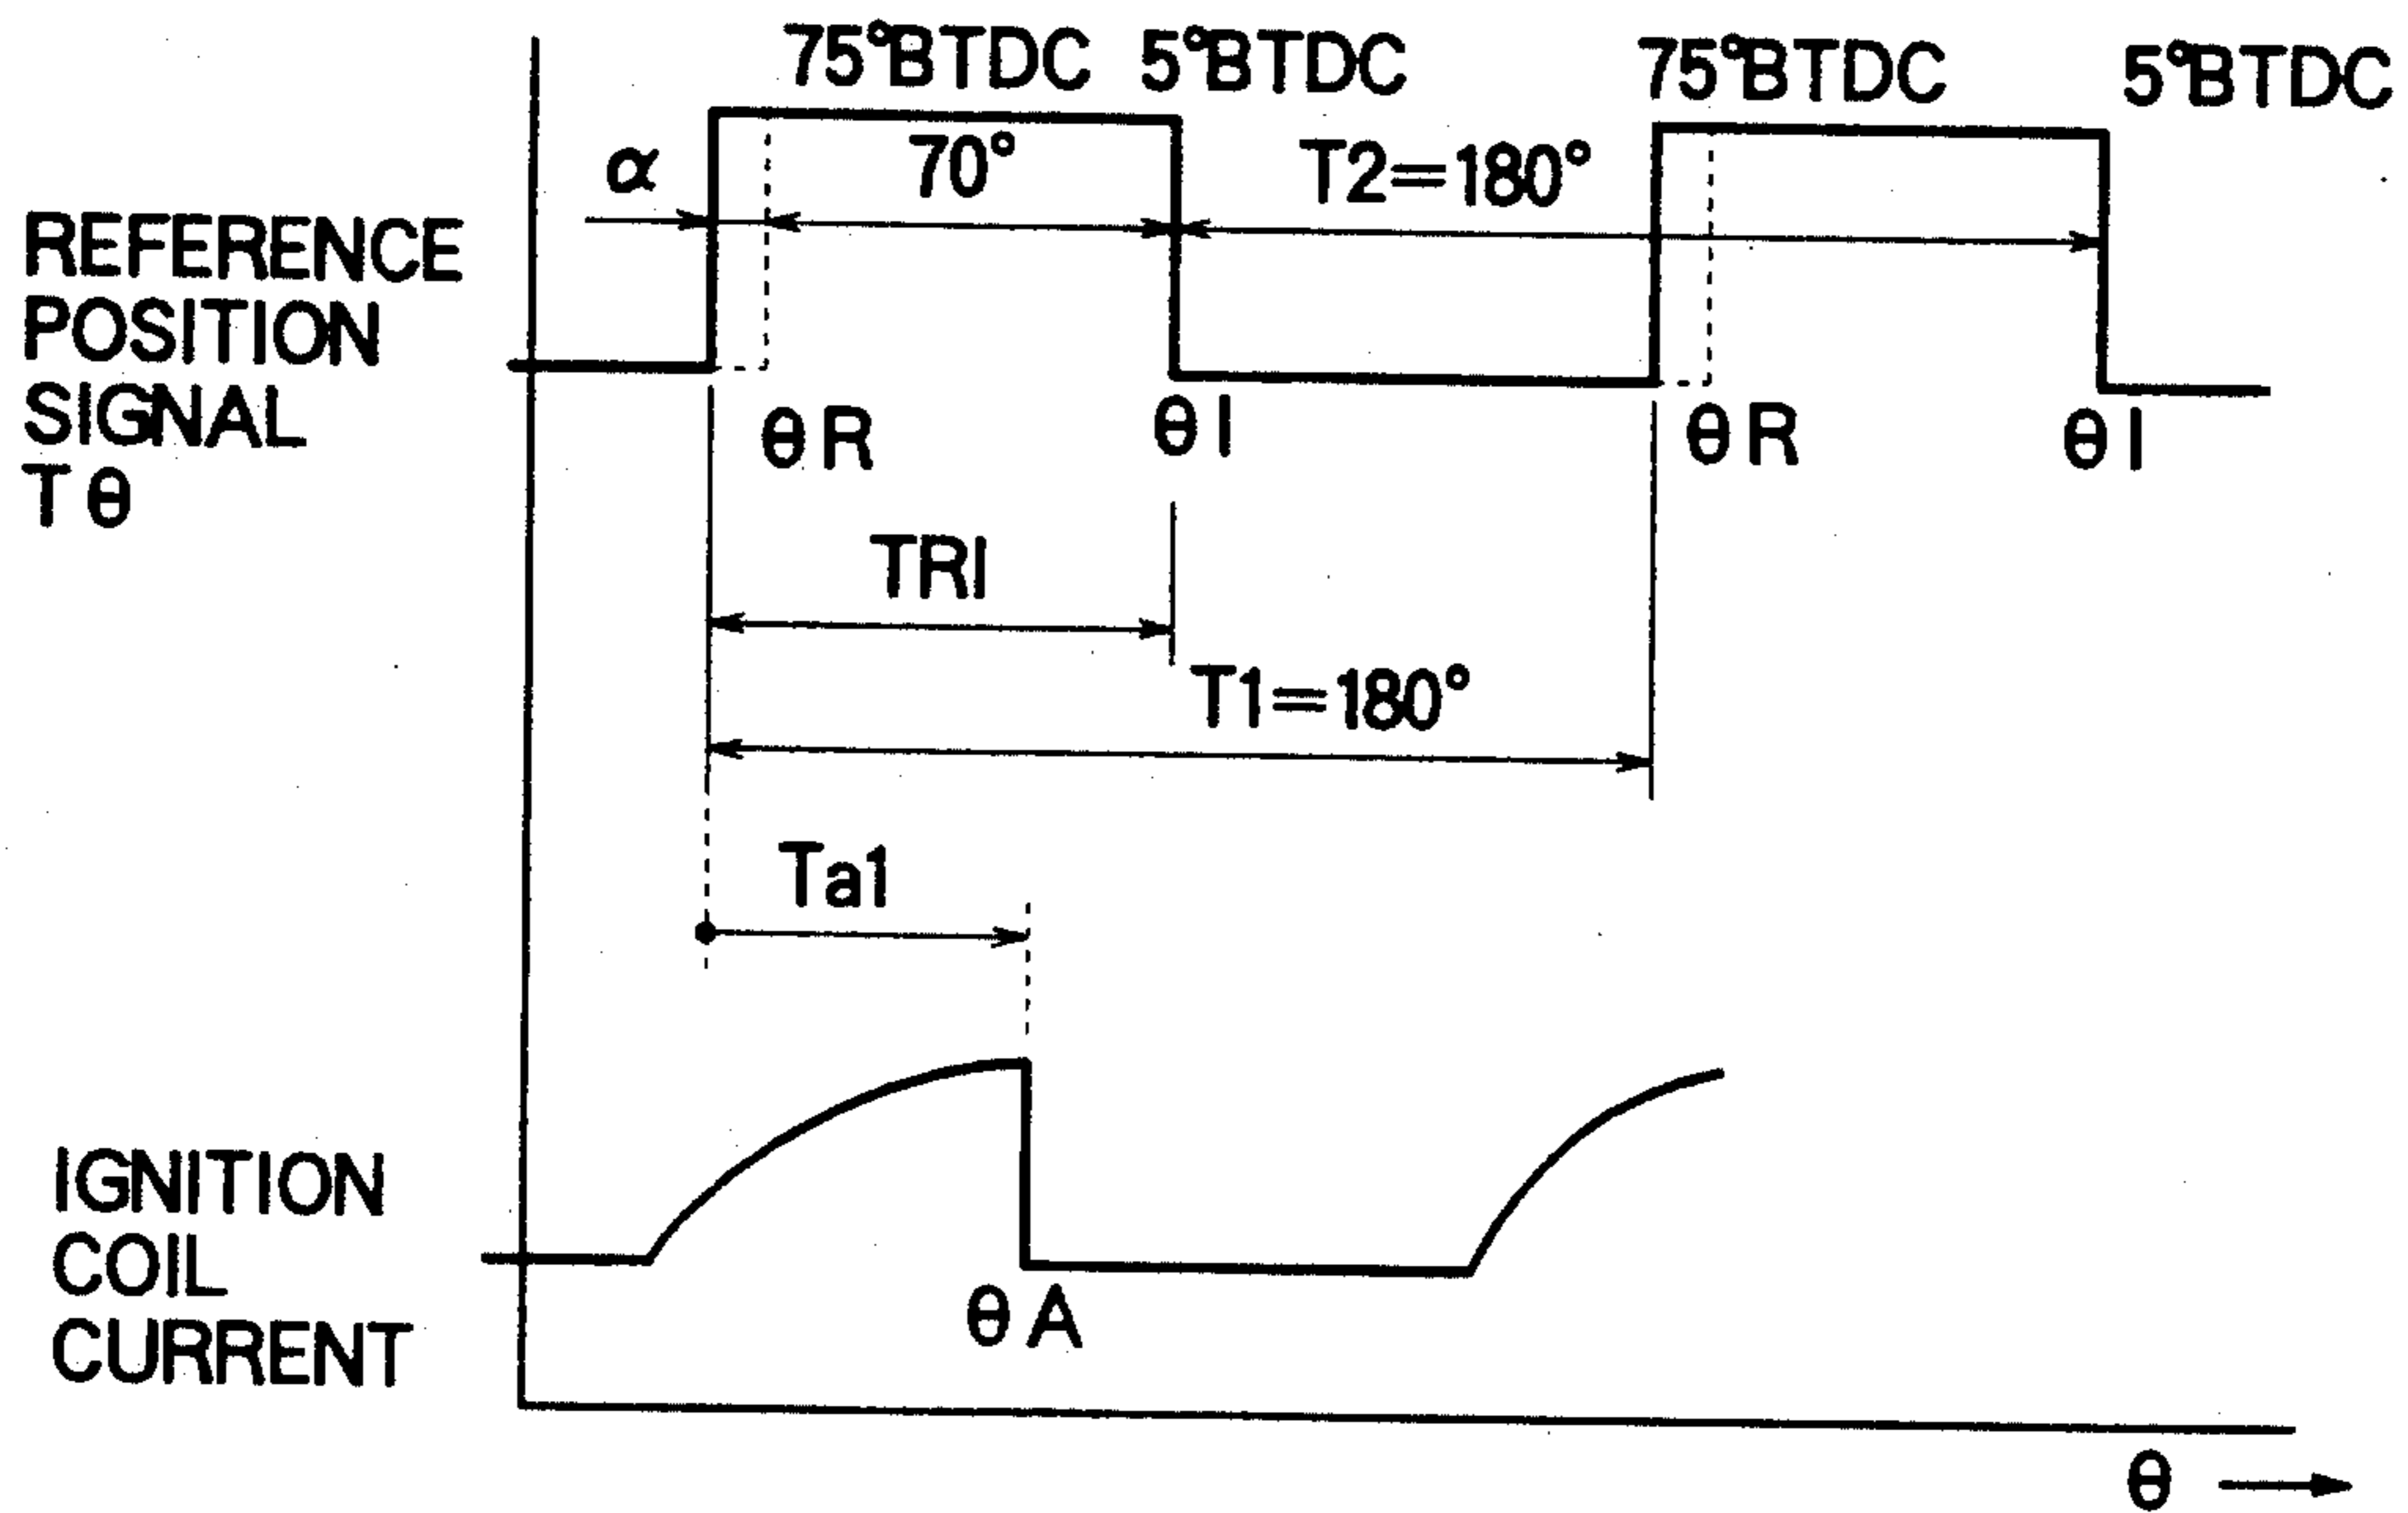 75°BTDC 5°BTDC 75°BTDC 5°BTDC
α 70° T2=180°
REFERENCE
POSITION
SIGNAL
Tθ
θR θI θR θI
TRI
T1=180°
Ta1
IGNITION
COIL
CURRENT
θA
θ